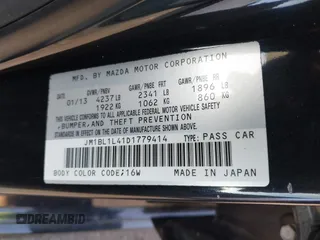 MFD. BY MAZDA MOTOR CORPORATION
DATE GVWR/PNBV GAWR/PNBE FRT GAWR/PNBE RR
01/13 4237LB 2341 LB 1896 LB
1922 KG 1062 KG 860 KG
THIS VEHICLE CONFORMS TO ALL APPLICABLE
FEDERAL MOTOR VEHICLE SAFETY
,BUMPER,AND THEFT PREVENTION
STANDARDS IN EFFECT ON THE DATE OF
MANUFACTURE SHOWN ABOVE.
JM1BL1L41D1779414 TYPE: PASS CAR
BODY COLOR CODE;16W MADE IN JAPAN
DREAMBID